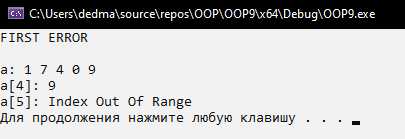 C:\Users\dedma\source\repos\OOP\OOP9\x64\Debug\OOP9.exe
FIRST ERROR
a: 1 7 4 0 9
a[4]: 9
a[5]: Index Out Of Range
Для продолжения нажмите любую клавишу . . .